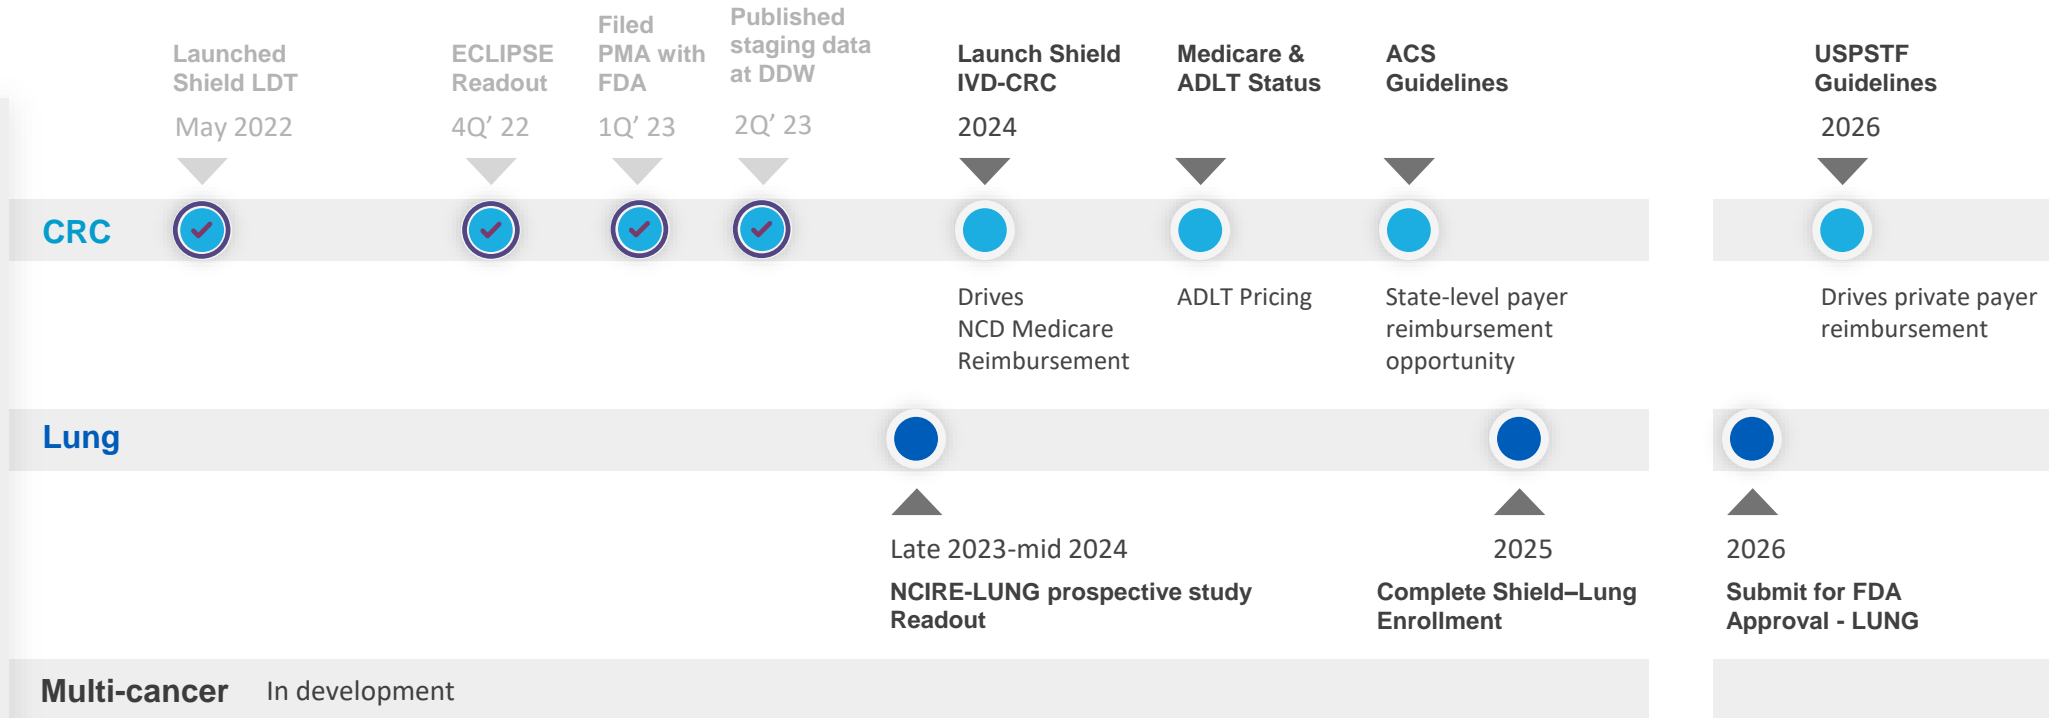 Launched
Shield LDT
May 2022
ECLIPSE
Readout
4Q’ 22
Filed
PMA with
FDA
1Q’ 23
Published
staging data
at DDW
2Q’ 23
Launch Shield
IVD-CRC
2024
Medicare &
ADLT Status
ACS
Guidelines
USPSTF
Guidelines
2026
CRC
Drives
NCD Medicare
Reimbursement
ADLT Pricing
State-level payer
reimbursement
opportunity
Drives private payer
reimbursement
Lung
Late 2023-mid 2024
NCIRE-LUNG prospective study
Readout
2025
Complete Shield–Lung
Enrollment
2026
Submit for FDA
Approval - LUNG
Multi-cancer In development